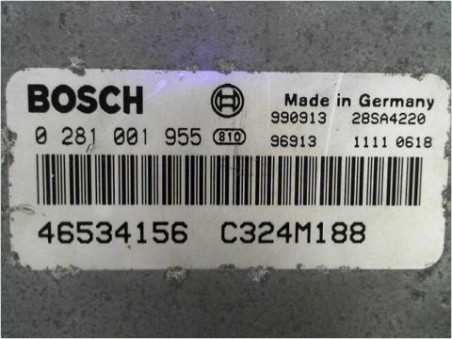 BOSCH Made in Germany
990913 28SA4220
0 281 001 955 810 96913 1111 0618
46534156 C324M188